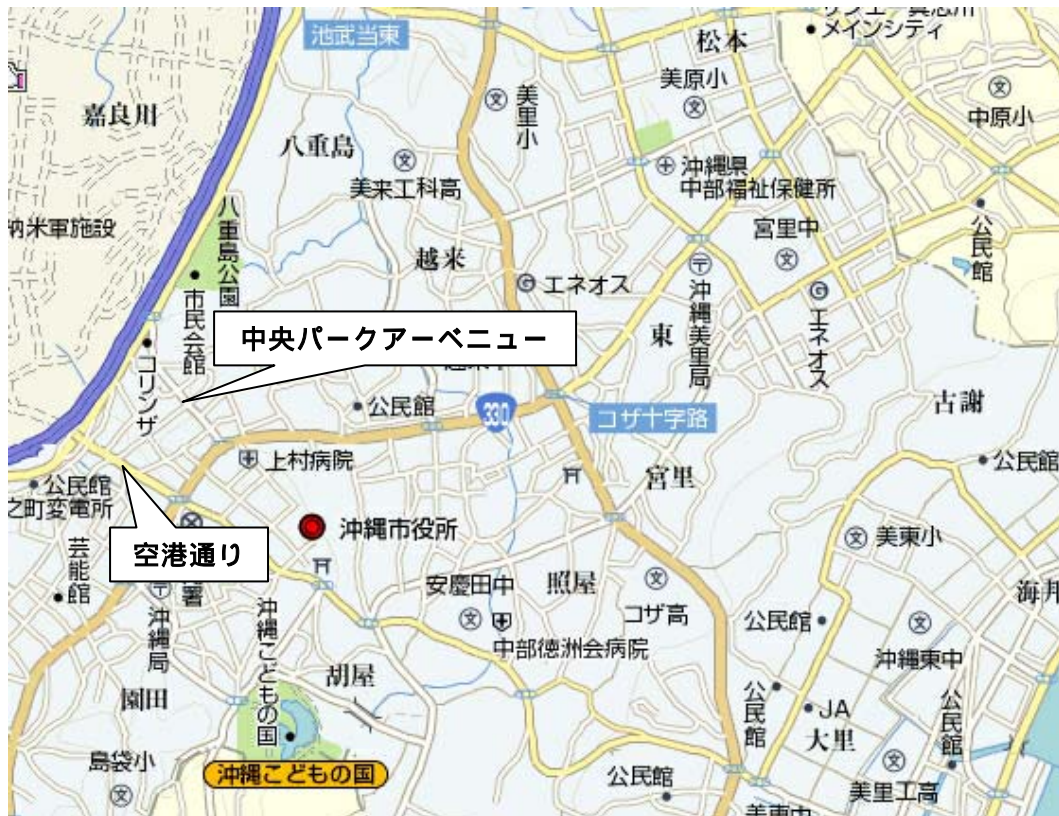 池武当東
メインシティ
松本
美原小
中原小
嘉良川
美里小
八重島
美来工科高
沖縄県
中部福祉保健所
八重島公園
納米軍施設
公民館
宮里中
越来
エネオス
沖縄美里局
エネオス
市民会館
中央パークアーベニュー
東
コリンザ
公民館
330
コザ十字路
古謝
上村病院
宮里
公民館
公民館
之町変電所
沖縄市役所
美東小
空港通り
芸能館
署
沖縄局
安慶田中
照屋
コザ高
海邦
沖縄こどもの国
中部徳洲会病院
公民館
沖縄東中
胡屋
園田
公民館
JA
大里
公民館
島袋小
沖縄こどもの国
公民館
美里工高